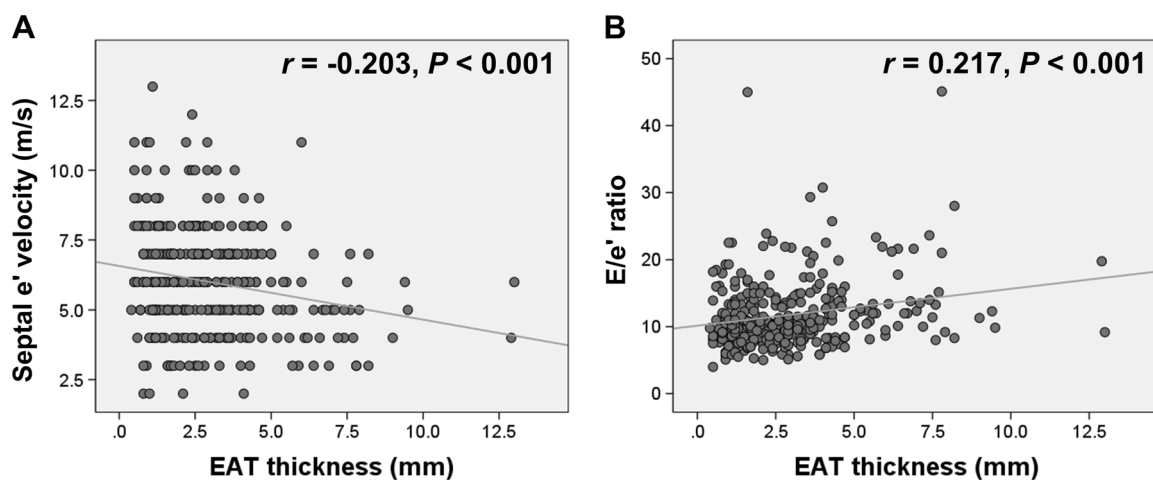 A
r = -0.203, P < 0.001
Septal e' velocity (m/s)
12.5
10.0
7.5
5.0
2.5
.0 2.5 5.0 7.5 10.0 12.5
EAT thickness (mm)
B
r = 0.217, P < 0.001
E/e' ratio
50
40
30
20
10
0
.0 2.5 5.0 7.5 10.0 12.5
EAT thickness (mm)